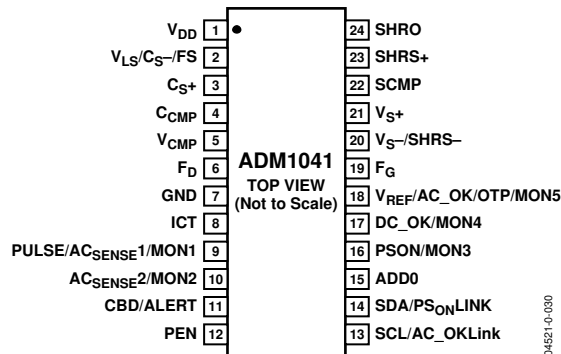 VDD 1
VLS/CS–/FS 2
CS+ 3
CCMP 4
VCMP 5
FD 6
GND 7
ICT 8
PULSE/ACSENSE1/MON1 9
ACSENSE2/MON2 10
CBD/ALERT 11
PEN 12
ADM1041
TOP VIEW
(Not to Scale)
24 SHRO
23 SHRS+
22 SCMP
21 VS+
20 VS–/SHRS–
19 FG
18 VREF/AC_OK/OTP/MON5
17 DC_OK/MON4
16 PSON/MON3
15 ADD0
14 SDA/PSONLINK
13 SCL/AC_OKLink
04521-0-030